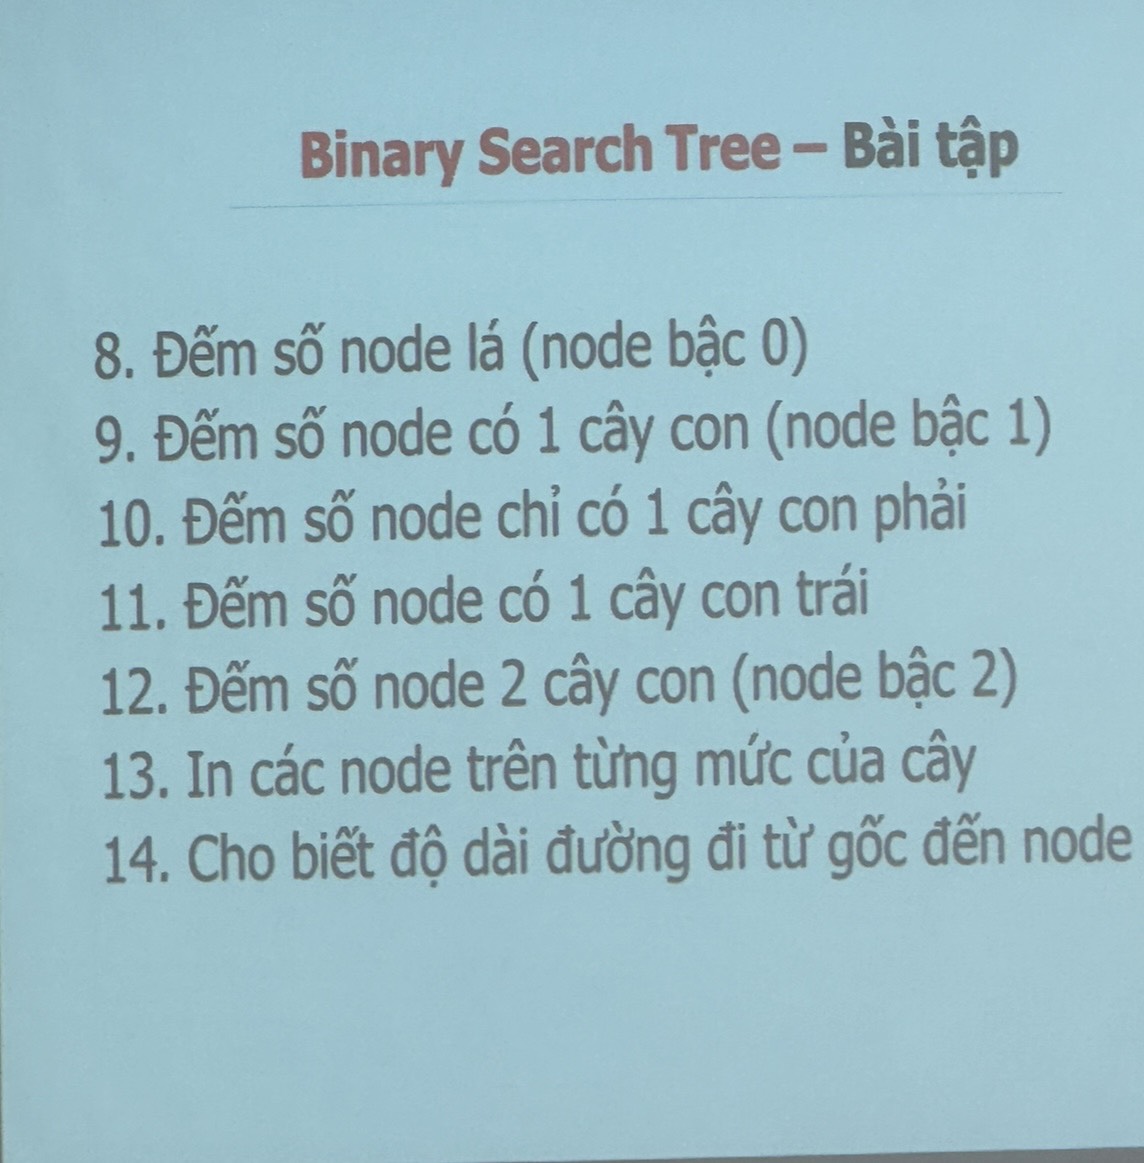 Binary Search Tree – Bài tập
8. Đếm số node lá (node bậc 0)
9. Đếm số node có 1 cây con (node bậc 1)
10. Đếm số node chỉ có 1 cây con phải
11. Đếm số node có 1 cây con trái
12. Đếm số node 2 cây con (node bậc 2)
13. In các node trên từng mức của cây
14. Cho biết độ dài đường đi từ gốc đến node